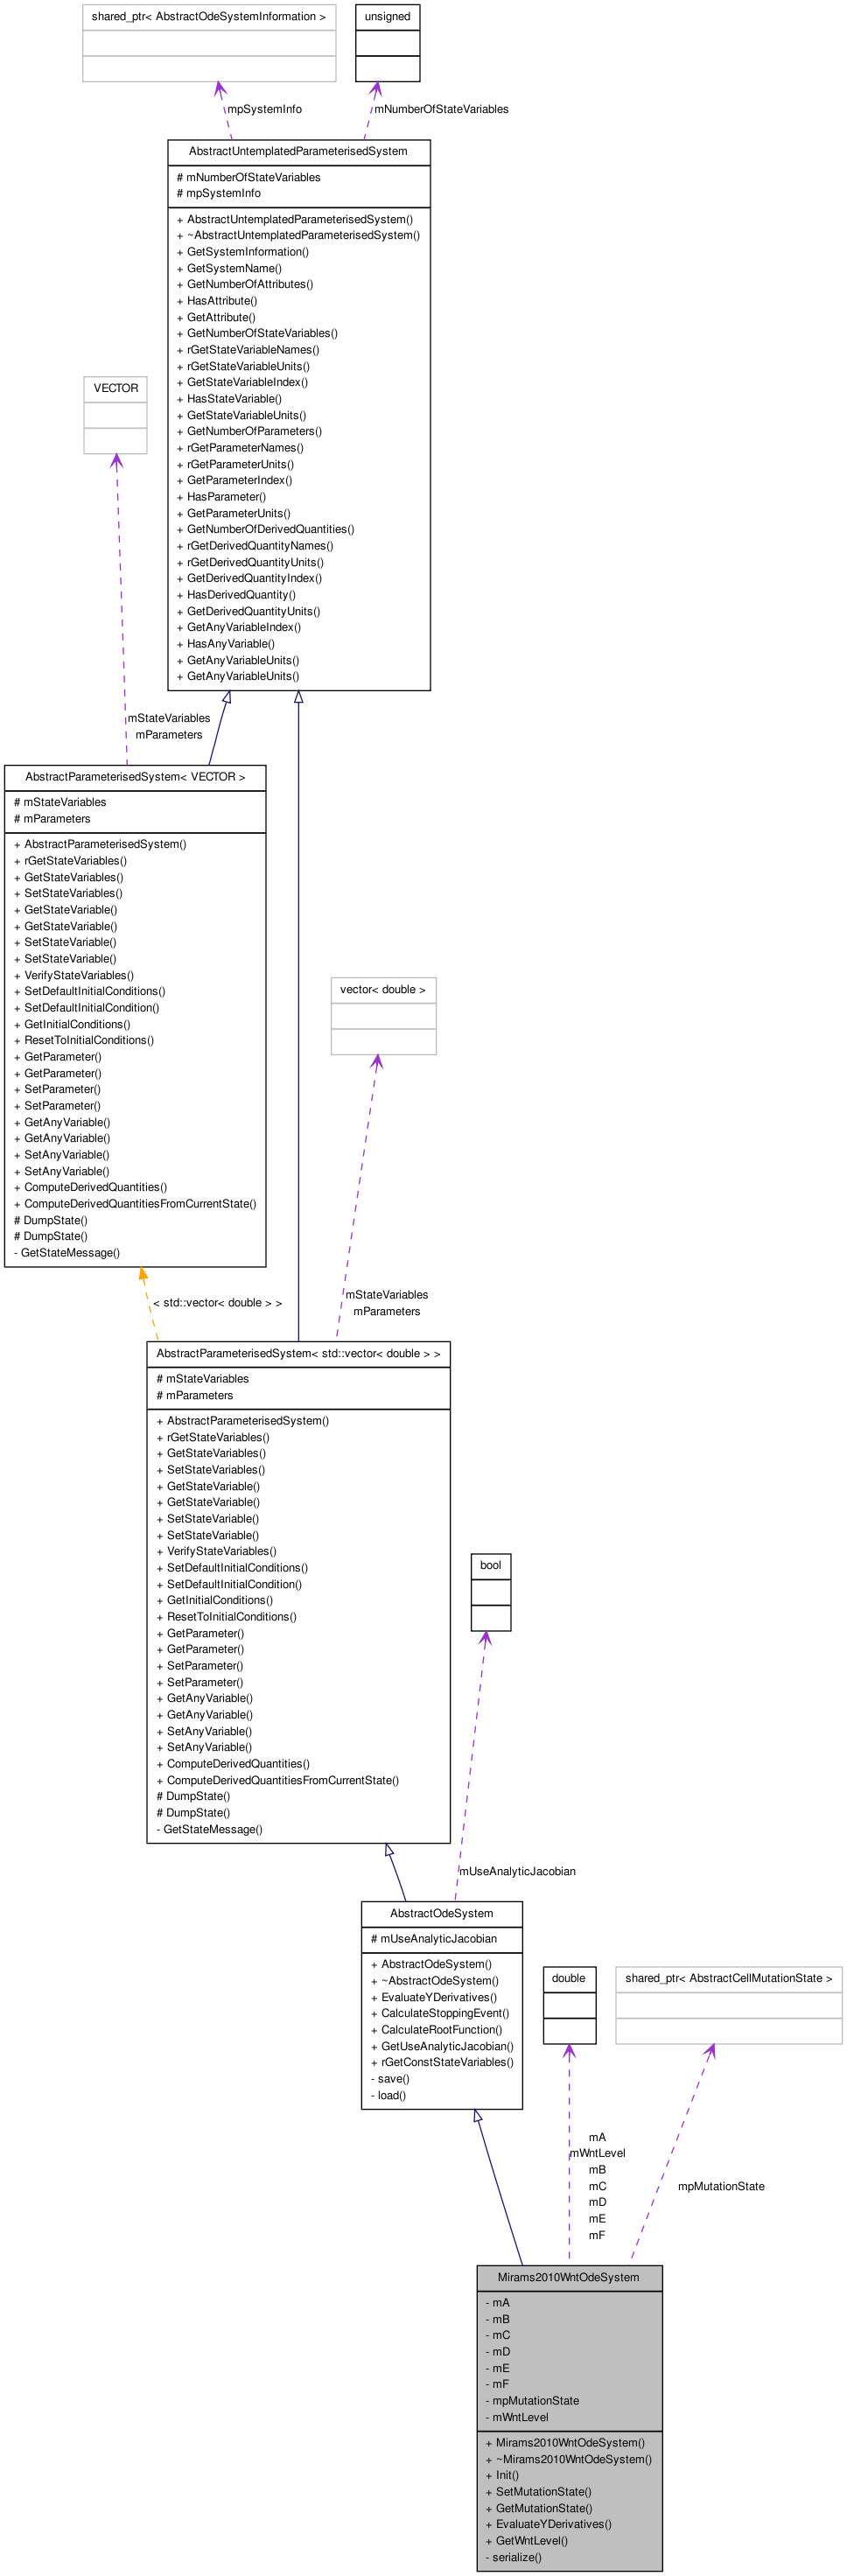 shared_ptr< AbstractOdeSystemInformation >
unsigned
mpSystemInfo
mNumberOfStateVariables
AbstractUntemplatedParameterisedSystem
# mNumberOfStateVariables
# mpSystemInfo
+ AbstractUntemplatedParameterisedSystem()
+ ~AbstractUntemplatedParameterisedSystem()
+ GetSystemInformation()
+ GetSystemName()
+ GetNumberOfAttributes()
+ HasAttribute()
+ GetAttribute()
+ GetNumberOfStateVariables()
+ rGetStateVariableNames()
+ rGetStateVariableUnits()
+ GetStateVariableIndex()
+ HasStateVariable()
+ GetStateVariableUnits()
+ GetNumberOfParameters()
+ rGetParameterNames()
+ rGetParameterUnits()
+ GetParameterIndex()
+ HasParameter()
+ GetParameterUnits()
+ GetNumberOfDerivedQuantities()
+ rGetDerivedQuantityNames()
+ rGetDerivedQuantityUnits()
+ GetDerivedQuantityIndex()
+ HasDerivedQuantity()
+ GetDerivedQuantityUnits()
+ GetAnyVariableIndex()
+ HasAnyVariable()
+ GetAnyVariableUnits()
+ GetAnyVariableUnits()
VECTOR
mStateVariables
mParameters
AbstractParameterisedSystem< VECTOR >
# mStateVariables
# mParameters
+ AbstractParameterisedSystem()
+ rGetStateVariables()
+ GetStateVariables()
+ SetStateVariables()
+ GetStateVariable()
+ GetStateVariable()
+ SetStateVariable()
+ SetStateVariable()
+ VerifyStateVariables()
+ SetDefaultInitialConditions()
+ SetDefaultInitialCondition()
+ GetInitialConditions()
+ ResetToInitialConditions()
+ GetParameter()
+ GetParameter()
+ SetParameter()
+ SetParameter()
+ GetAnyVariable()
+ GetAnyVariable()
+ SetAnyVariable()
+ SetAnyVariable()
+ ComputeDerivedQuantities()
+ ComputeDerivedQuantitiesFromCurrentState()
# DumpState()
# DumpState()
- GetStateMessage()
vector< double >
< std::vector< double > >
mStateVariables
mParameters
AbstractParameterisedSystem< std::vector< double > >
# mStateVariables
# mParameters
+ AbstractParameterisedSystem()
+ rGetStateVariables()
+ GetStateVariables()
+ SetStateVariables()
+ GetStateVariable()
+ GetStateVariable()
+ SetStateVariable()
+ SetStateVariable()
+ VerifyStateVariables()
+ SetDefaultInitialConditions()
+ SetDefaultInitialCondition()
+ GetInitialConditions()
+ ResetToInitialConditions()
+ GetParameter()
+ GetParameter()
+ SetParameter()
+ SetParameter()
+ GetAnyVariable()
+ GetAnyVariable()
+ SetAnyVariable()
+ SetAnyVariable()
+ ComputeDerivedQuantities()
+ ComputeDerivedQuantitiesFromCurrentState()
# DumpState()
# DumpState()
- GetStateMessage()
bool
mUseAnalyticJacobian
AbstractOdeSystem
# mUseAnalyticJacobian
+ AbstractOdeSystem()
+ ~AbstractOdeSystem()
+ EvaluateYDerivatives()
+ CalculateStoppingEvent()
+ CalculateRootFunction()
+ GetUseAnalyticJacobian()
+ rGetConstStateVariables()
- save()
- load()
double
shared_ptr< AbstractCellMutationState >
mA
mWntLevel
mB
mC
mD
mE
mF
mpMutationState
Mirams2010WntOdeSystem
- mA
- mB
- mC
- mD
- mE
- mF
- mpMutationState
- mWntLevel
+ Mirams2010WntOdeSystem()
+ ~Mirams2010WntOdeSystem()
+ Init()
+ SetMutationState()
+ GetMutationState()
+ EvaluateYDerivatives()
+ GetWntLevel()
- serialize()